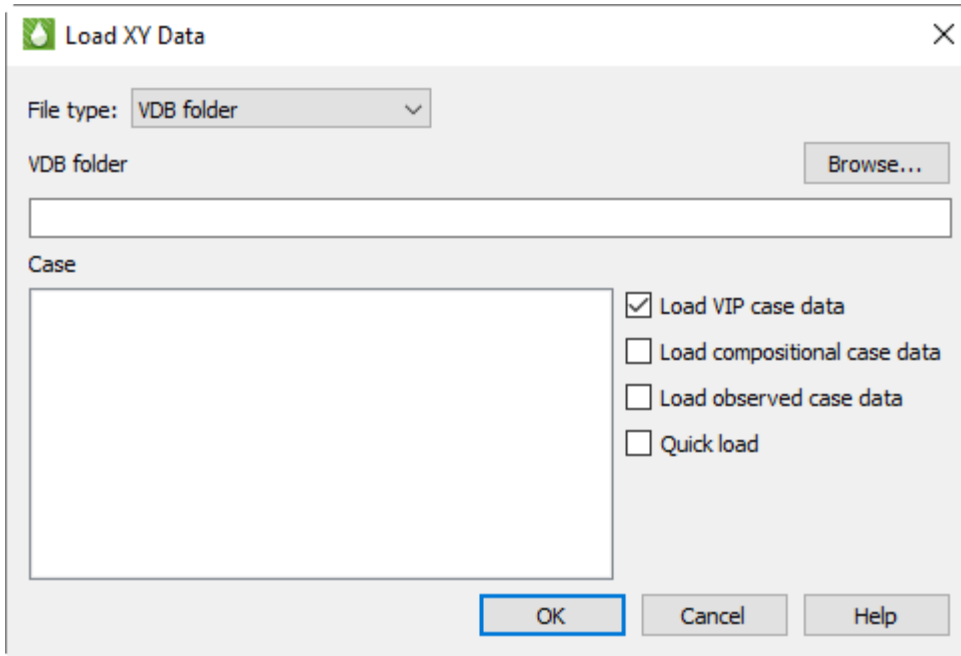 Load XY Data
File type: VDB folder
VDB folder Browse...
Case
Load VIP case data
Load compositional case data
Load observed case data
Quick load
OK Cancel Help